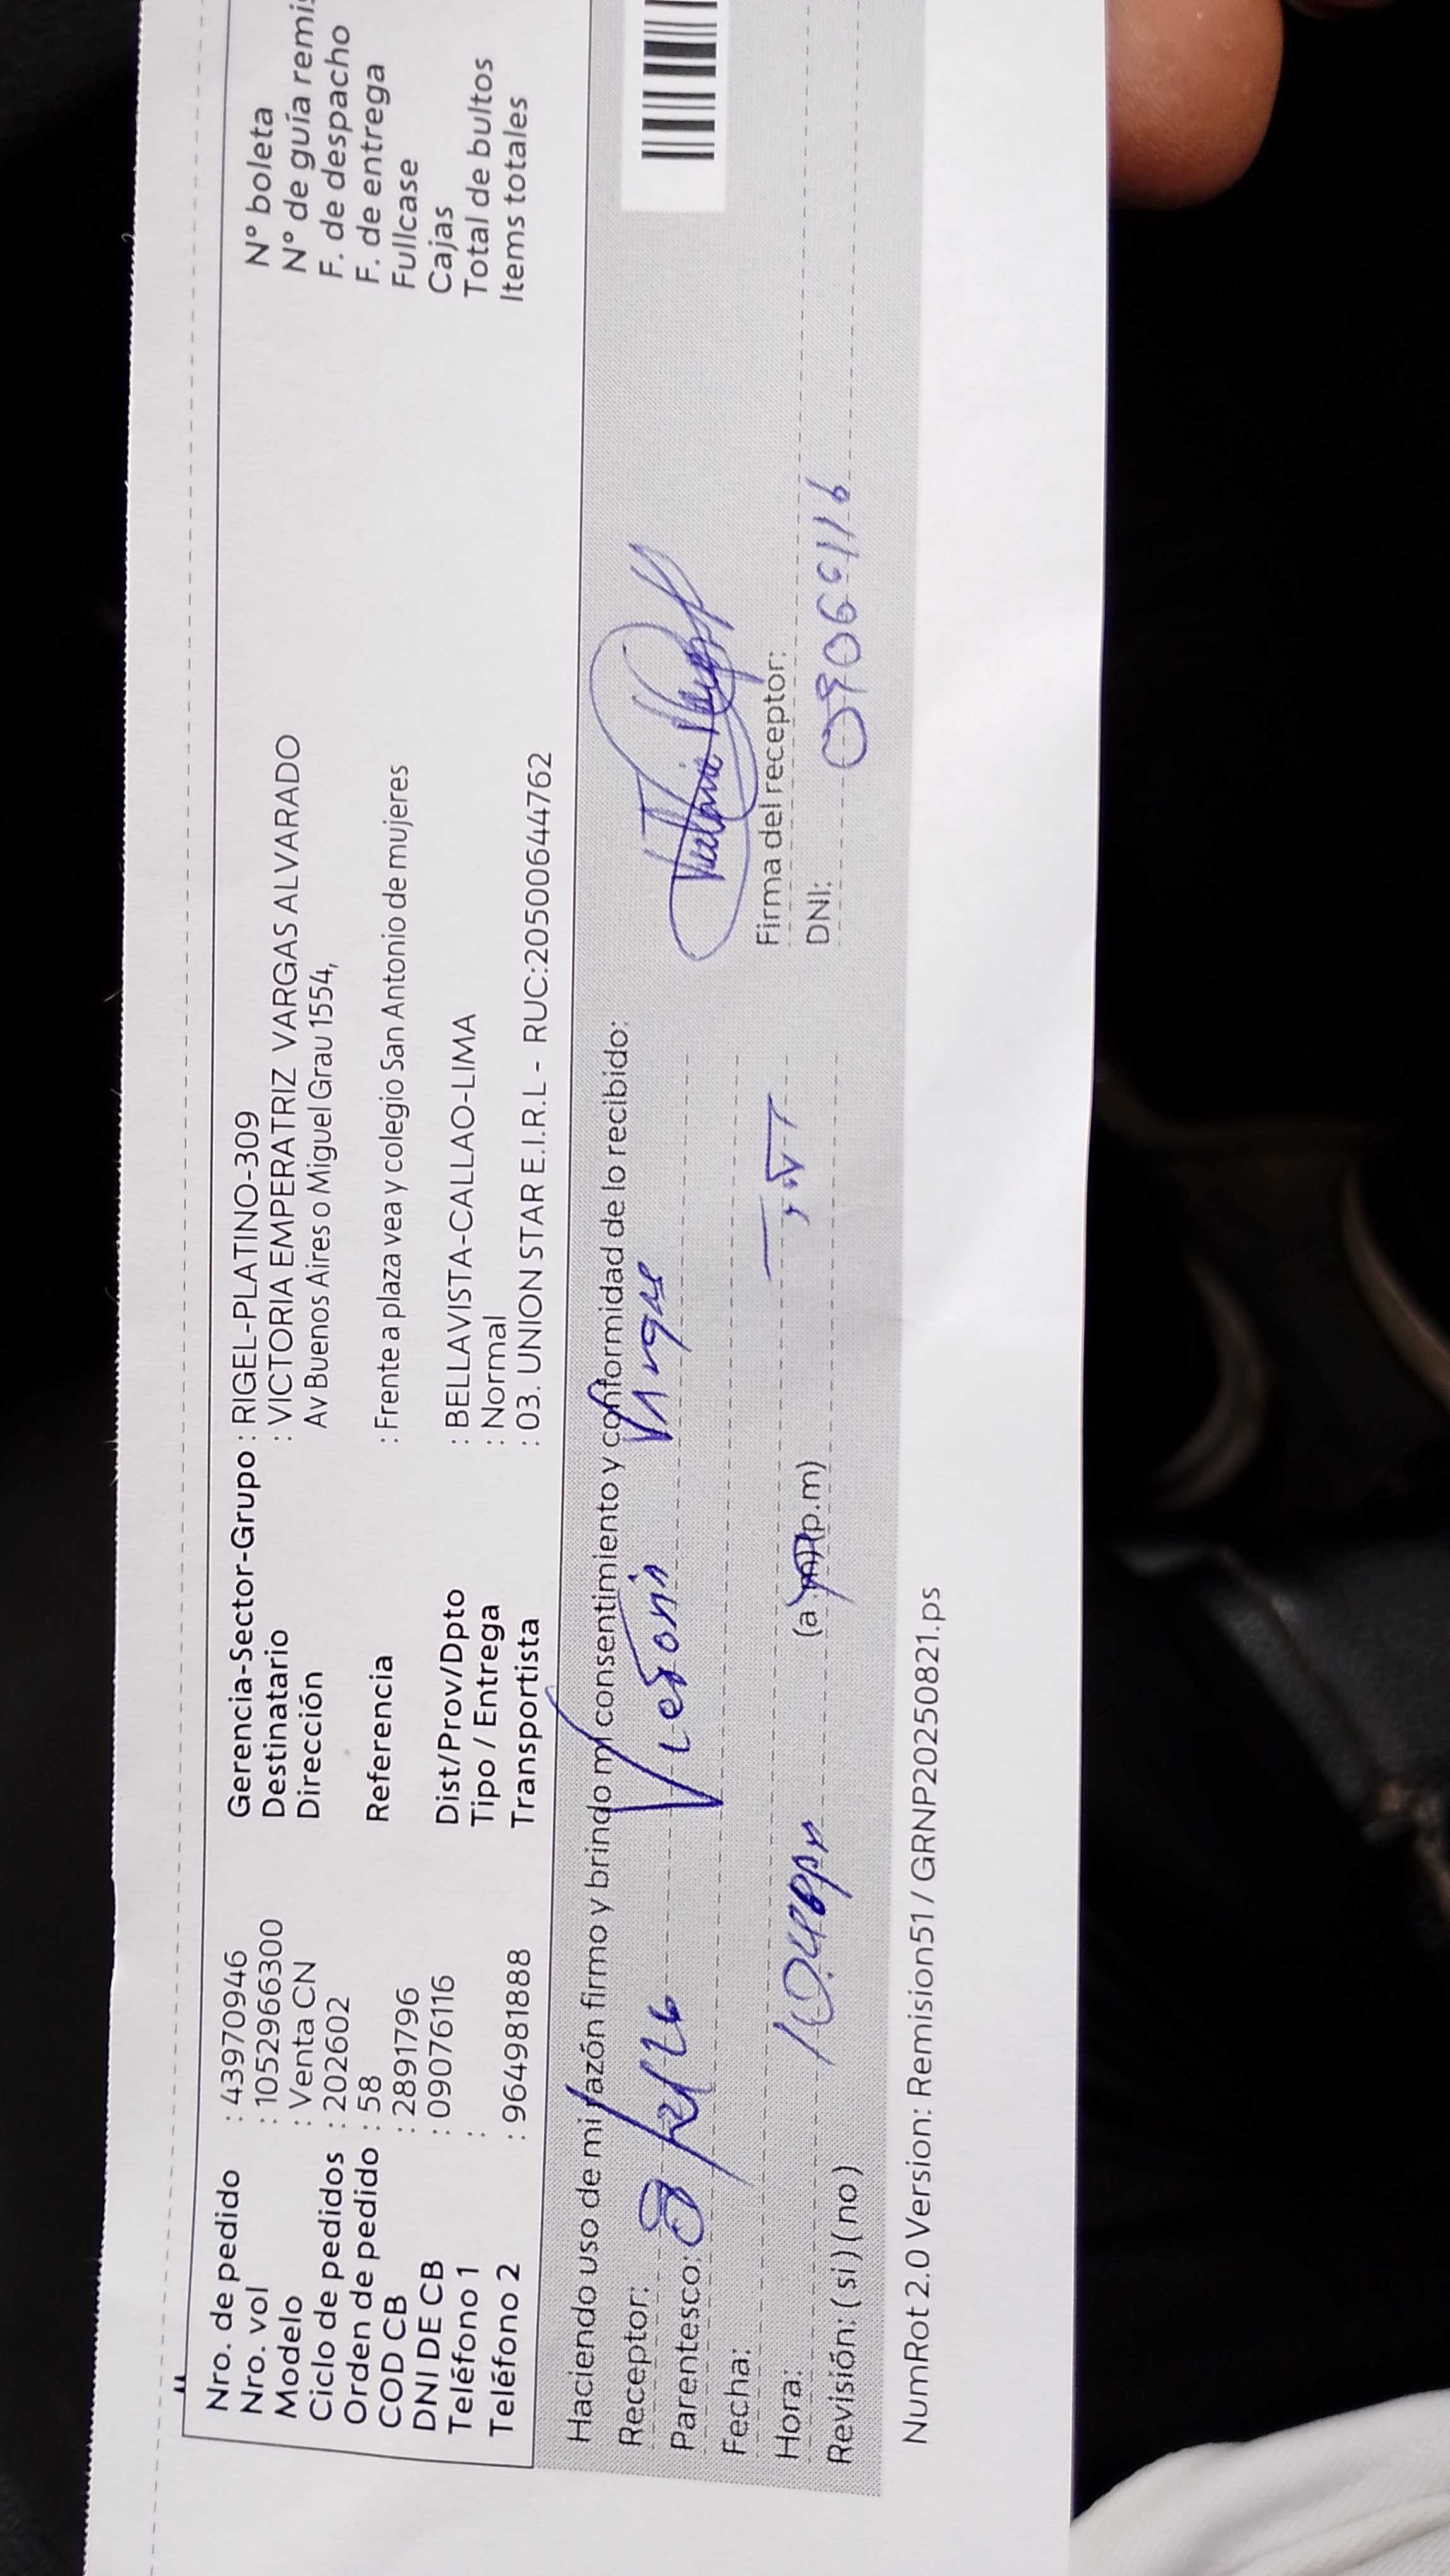 Nro. de pedido : 43970946
Nro. vol : 1052966300
Modelo : Venta CN
Ciclo de pedidos : 202602
Orden de pedido : 58
COD CB : 2891796
DNI DE CB : 09076116
Teléfono 1 :
Teléfono 2 : 964981888
Gerencia-Sector-Grupo : RIGEL-PLATINO-309
Destinatario : VICTORIA EMPERATRIZ VARGAS ALVARADO
Dirección Av Buenos Aires o Miguel Grau 1554,
Referencia : Frente a plaza vea y colegio San Antonio de mujeres
Dist/Prov/Dpto : BELLAVISTA-CALLAO-LIMA
Tipo / Entrega : Normal
Transportista : 03. UNION STAR E.I.R.L - RUC:20500644762
N° boleta
N° de guía remis
F. de despacho
F. de entrega
Fullcase
Cajas
Total de bultos
Items totales
Haciendo uso de mi razón firmo y brindo mi consentimiento y conformidad de lo recibido:
Receptor:
Parentesco:
Fecha:
Hora: (a p.m)
Revisión: (si) (no)
Firma del receptor:
DNI:
NumRot 2.0 Version: Remision51 / GRNP20250821.ps